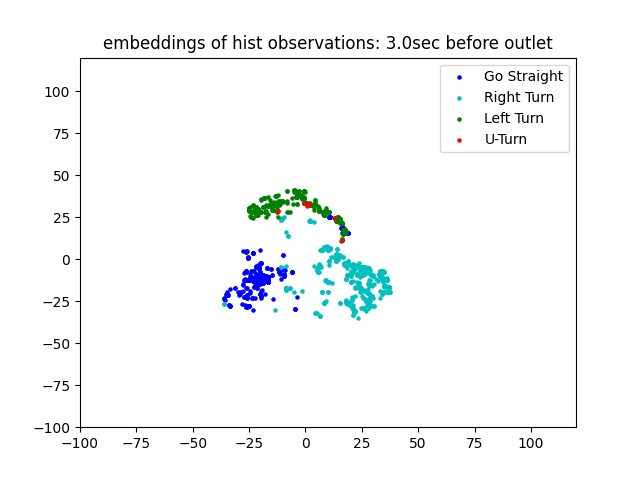 embeddings of hist observations: 3.0sec before outlet
Go Straight
Right Turn
Left Turn
U-Turn
100
75
50
25
0
−25
−50
−75
−100
−100 −75 −50 −25 0 25 50 75 100